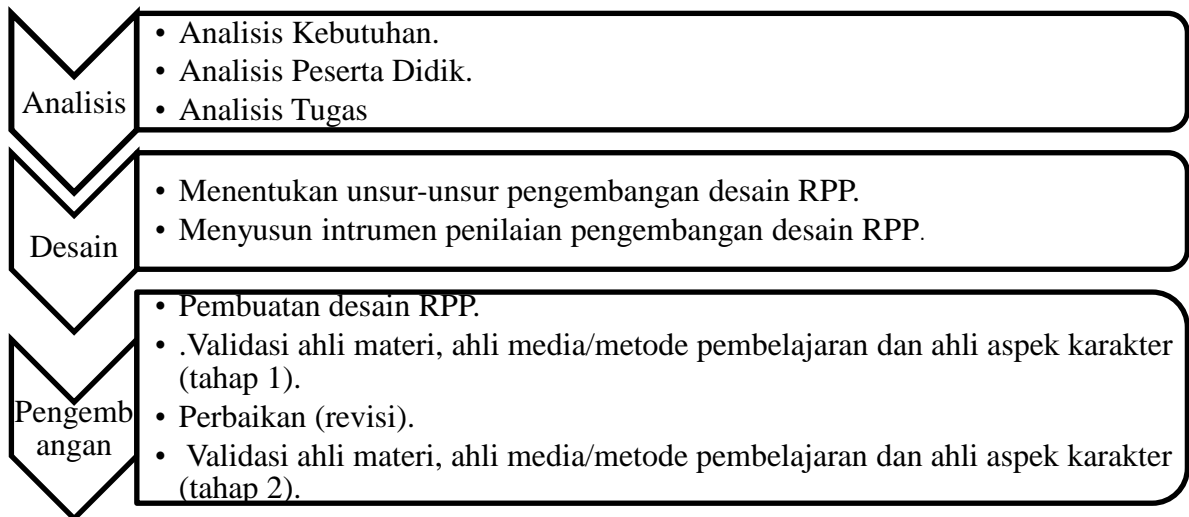 Analisis
• Analisis Kebutuhan.
• Analisis Peserta Didik.
• Analisis Tugas
Desain
• Menentukan unsur-unsur pengembangan desain RPP.
• Menyusun intrumen penilaian pengembangan desain RPP.
Pengemb
angan
• Pembuatan desain RPP.
• .Validasi ahli materi, ahli media/metode pembelajaran dan ahli aspek karakter
(tahap 1).
• Perbaikan (revisi).
• Validasi ahli materi, ahli media/metode pembelajaran dan ahli aspek karakter
(tahap 2).